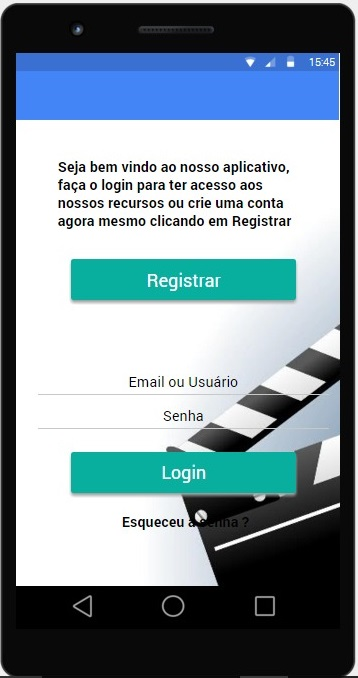 15:45
Seja bem vindo ao nosso aplicativo,
faça o login para ter acesso aos
nossos recursos ou crie uma conta
agora mesmo clicando em Registrar
Registrar
Email ou Usuário
Senha
Login
Esqueceu a senha ?